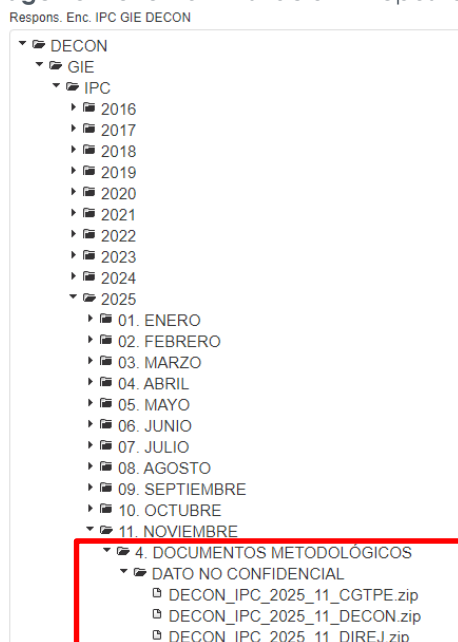 Respons. Enc. IPC GIE DECON
DECON
GIE
IPC
2016
2017
2018
2019
2020
2021
2022
2023
2024
2025
01. ENERO
02. FEBRERO
03. MARZO
04. ABRIL
05. MAYO
06. JUNIO
07. JULIO
08. AGOSTO
09. SEPTIEMBRE
10. OCTUBRE
11. NOVIEMBRE
4. DOCUMENTOS METODOLÓGICOS
DATO NO CONFIDENCIAL
DECON_IPC_2025_11_CGTPE.zip
DECON_IPC_2025_11_DECON.zip
DECON_IPC_2025_11_DIREJ.zip